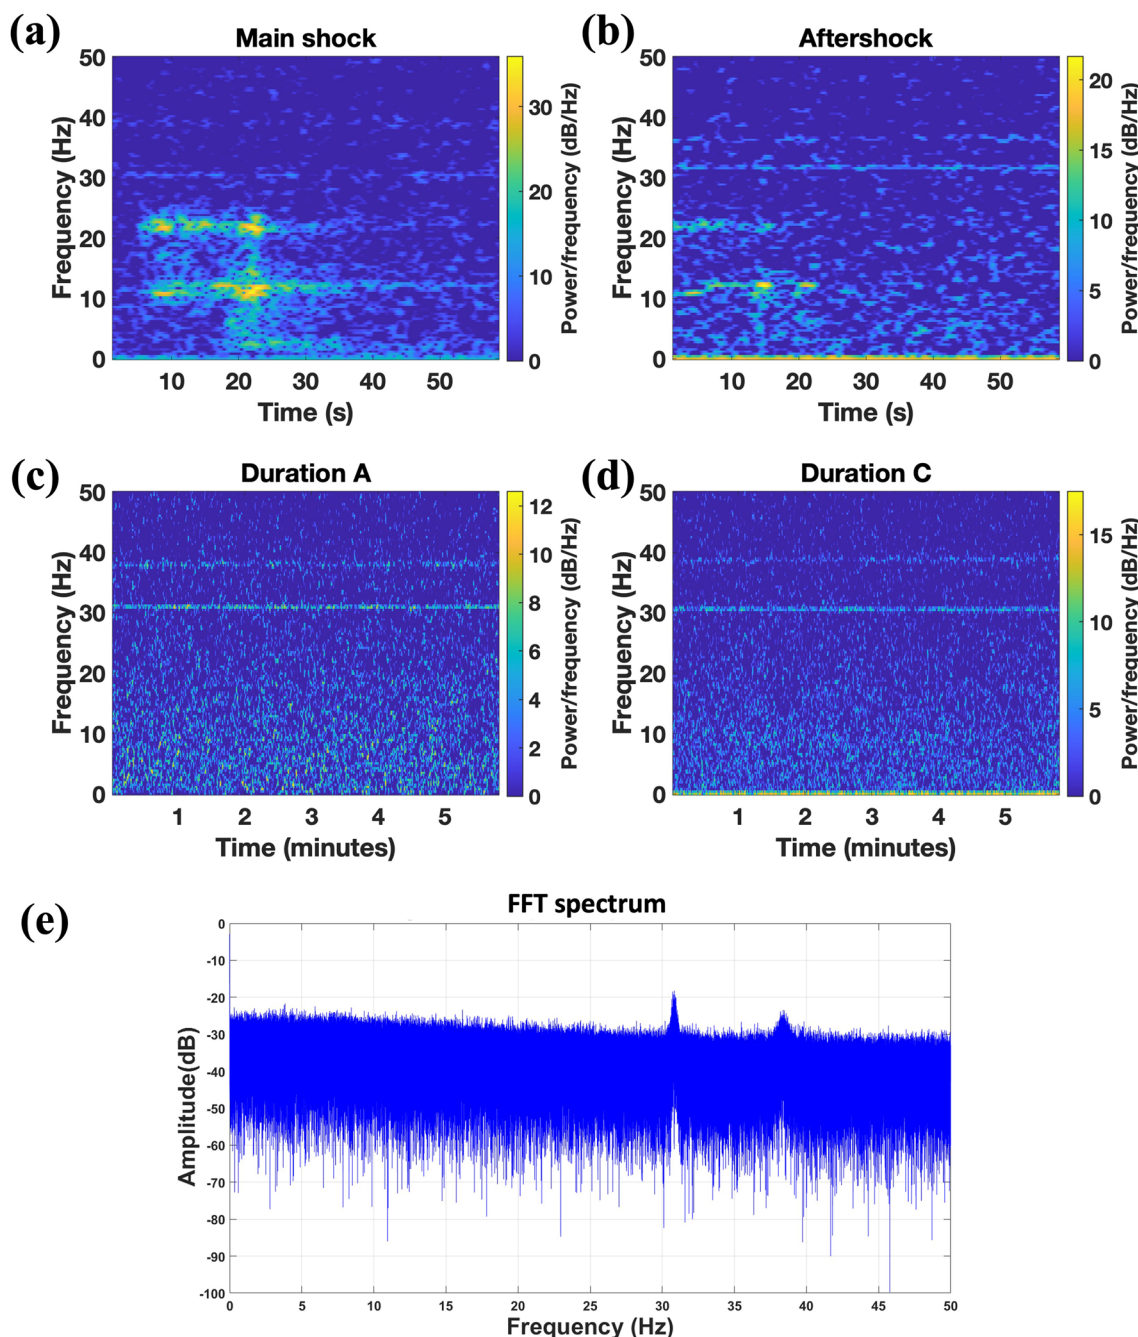 (a)
Main shock
50
40
30
20
10
0
Frequency (Hz)
10 20 30 40 50
Time (s)
30
20
10
0
Power/frequency (dB/Hz)
(b)
Aftershock
50
40
30
20
10
0
Frequency (Hz)
10 20 30 40 50
Time (s)
20
15
10
5
0
Power/frequency (dB/Hz)
(c)
Duration A
50
40
30
20
10
0
Frequency (Hz)
1 2 3 4 5
Time (minutes)
12
10
8
6
4
2
0
Power/frequency (dB/Hz)
(d)
Duration C
50
40
30
20
10
0
Frequency (Hz)
1 2 3 4 5
Time (minutes)
15
10
5
0
Power/frequency (dB/Hz)
(e)
FFT spectrum
0
-10
-20
-30
-40
-50
-60
-70
-80
-90
-100
Amplitude(dB)
0 5 10 15 20 25 30 35 40 45 50
Frequency (Hz)